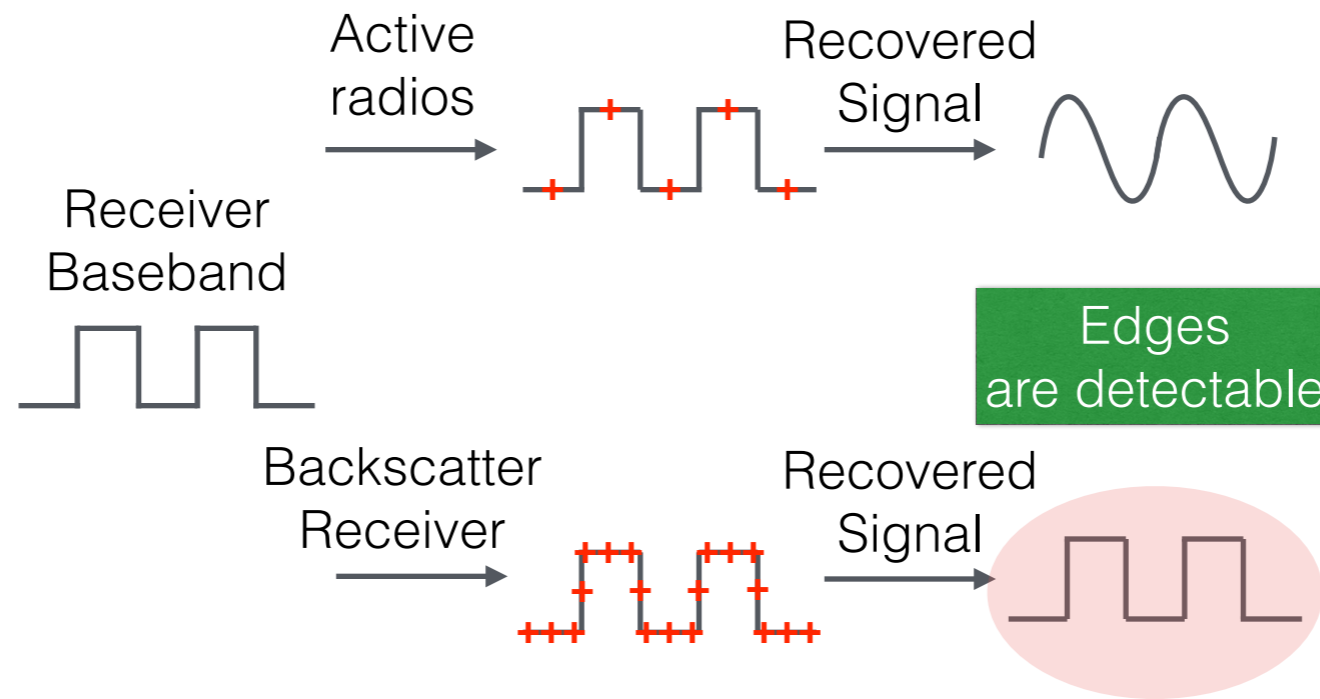 Active
radios
Recovered
Signal
Receiver
Baseband
Edges
are detectable
Backscatter
Receiver
Recovered
Signal